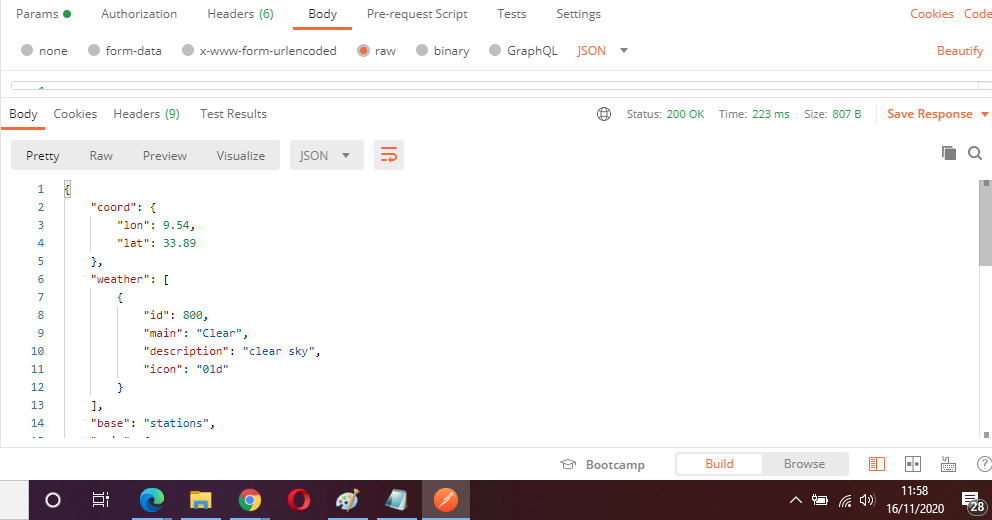 Params Authorization Headers (6) Body Pre-request Script Tests Settings Cookies Code
none form-data x-www-form-urlencoded raw binary GraphQL JSON Beautify
Body Cookies Headers (9) Test Results Status: 200 OK Time: 223 ms Size: 807 B Save Response
Pretty Raw Preview Visualize JSON
1 {
2 "coord": {
3 "lon": 9.54,
4 "lat": 33.89
5 },
6 "weather": [
7 {
8 "id": 800,
9 "main": "Clear",
10 "description": "clear sky",
11 "icon": "01d"
12 }
13 ],
14 "base": "stations",
Bootcamp Build Browse
11:58
16/11/2020
28